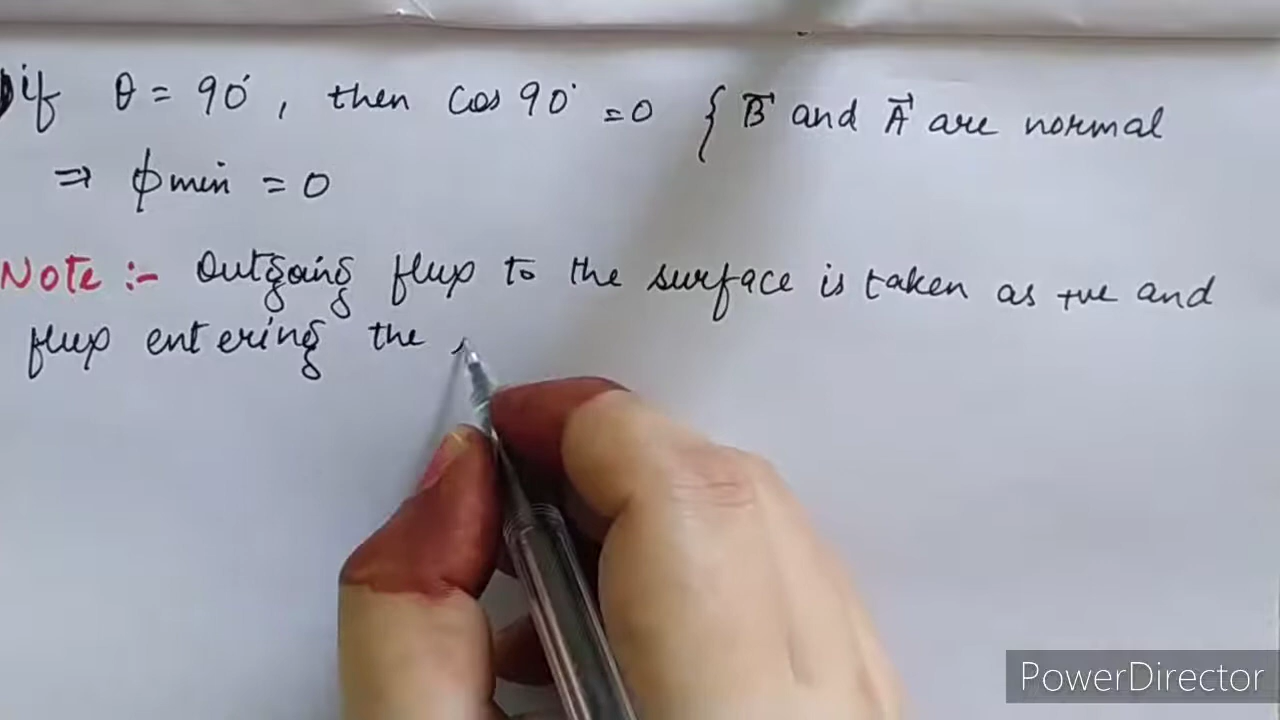 if θ = 90°, then cos 90° = 0 { B⃗ and A⃗ are normal
⇒ ϕmin = 0
Note :- Outgoing flux to the surface is taken as +ve and
flux entering the
PowerDirector